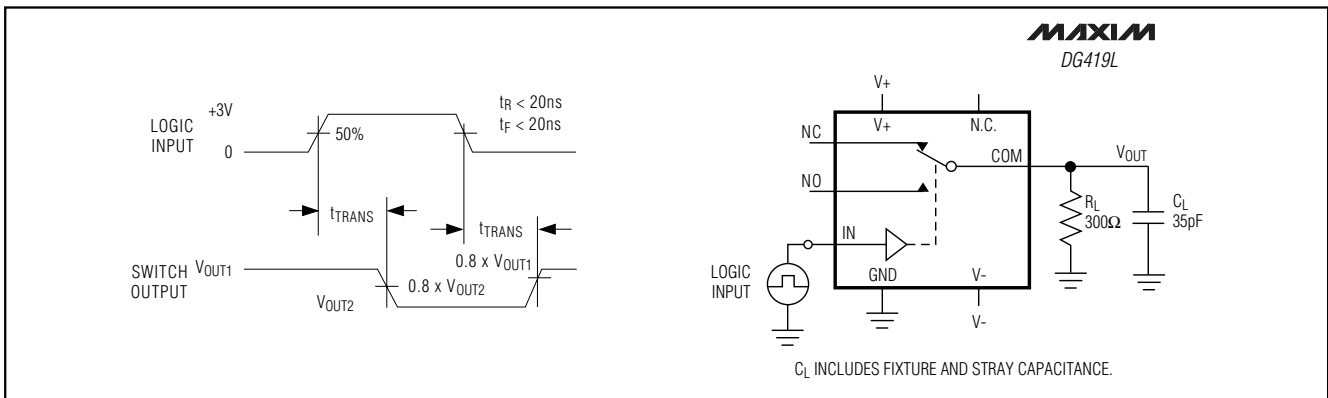 MAXIM
DG419L
LOGIC
INPUT
+3V
0
50%
tR < 20ns
tF < 20ns
tTRANS
tTRANS
SWITCH
OUTPUT
VOUT1
VOUT2
0.8 x VOUT1
0.8 x VOUT2
V+
V+
N.C.
NC
NO
COM
VOUT
IN
GND
V-
V-
LOGIC
INPUT
RL
300Ω
CL
35pF
CL INCLUDES FIXTURE AND STRAY CAPACITANCE.